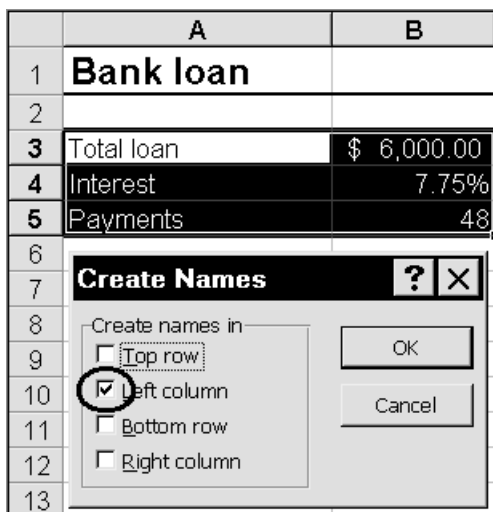 A B
1 Bank loan
2
3 Total loan $ 6,000.00
4 Interest 7.75%
5 Payments 48
6
7
8
9
10
11
12
13
Create Names ? X
Create names in
Top row
Left column
Bottom row
Right column
OK
Cancel